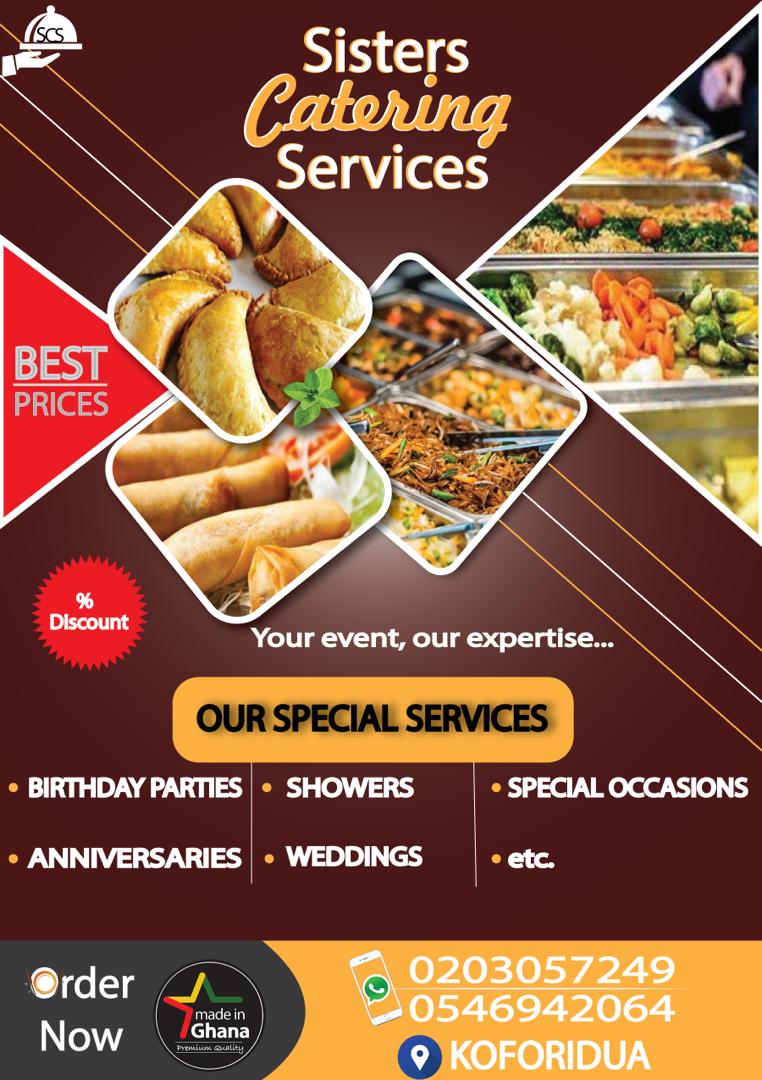 SCS
Sisters
Catering
Services
BEST
PRICES
%
Discount
Your event, our expertise...
OUR SPECIAL SERVICES
• BIRTHDAY PARTIES
• SHOWERS
• SPECIAL OCCASIONS
• ANNIVERSARIES
• WEDDINGS
• etc.
Order
Now
made in
Ghana
Premium Quality
0203057249
0546942064
KOFORIDUA